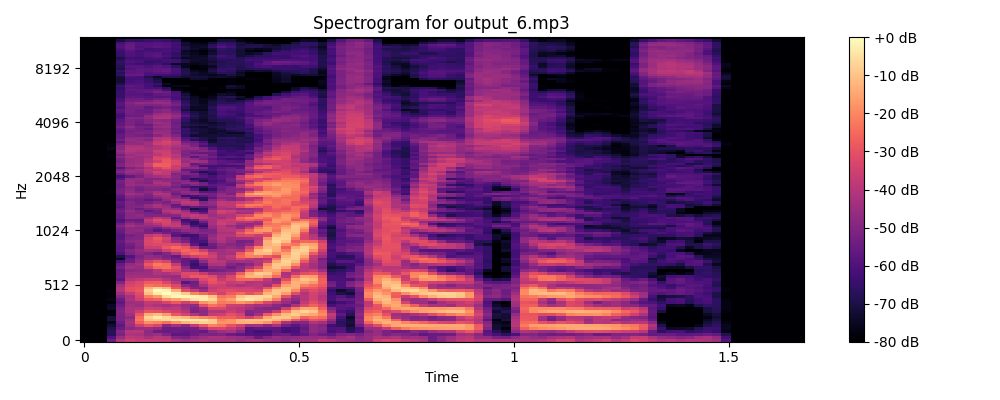 Spectrogram for output_6.mp3
Hz
8192
4096
2048
1024
512
0
0
0.5
1
1.5
Time
+0 dB
-10 dB
-20 dB
-30 dB
-40 dB
-50 dB
-60 dB
-70 dB
-80 dB